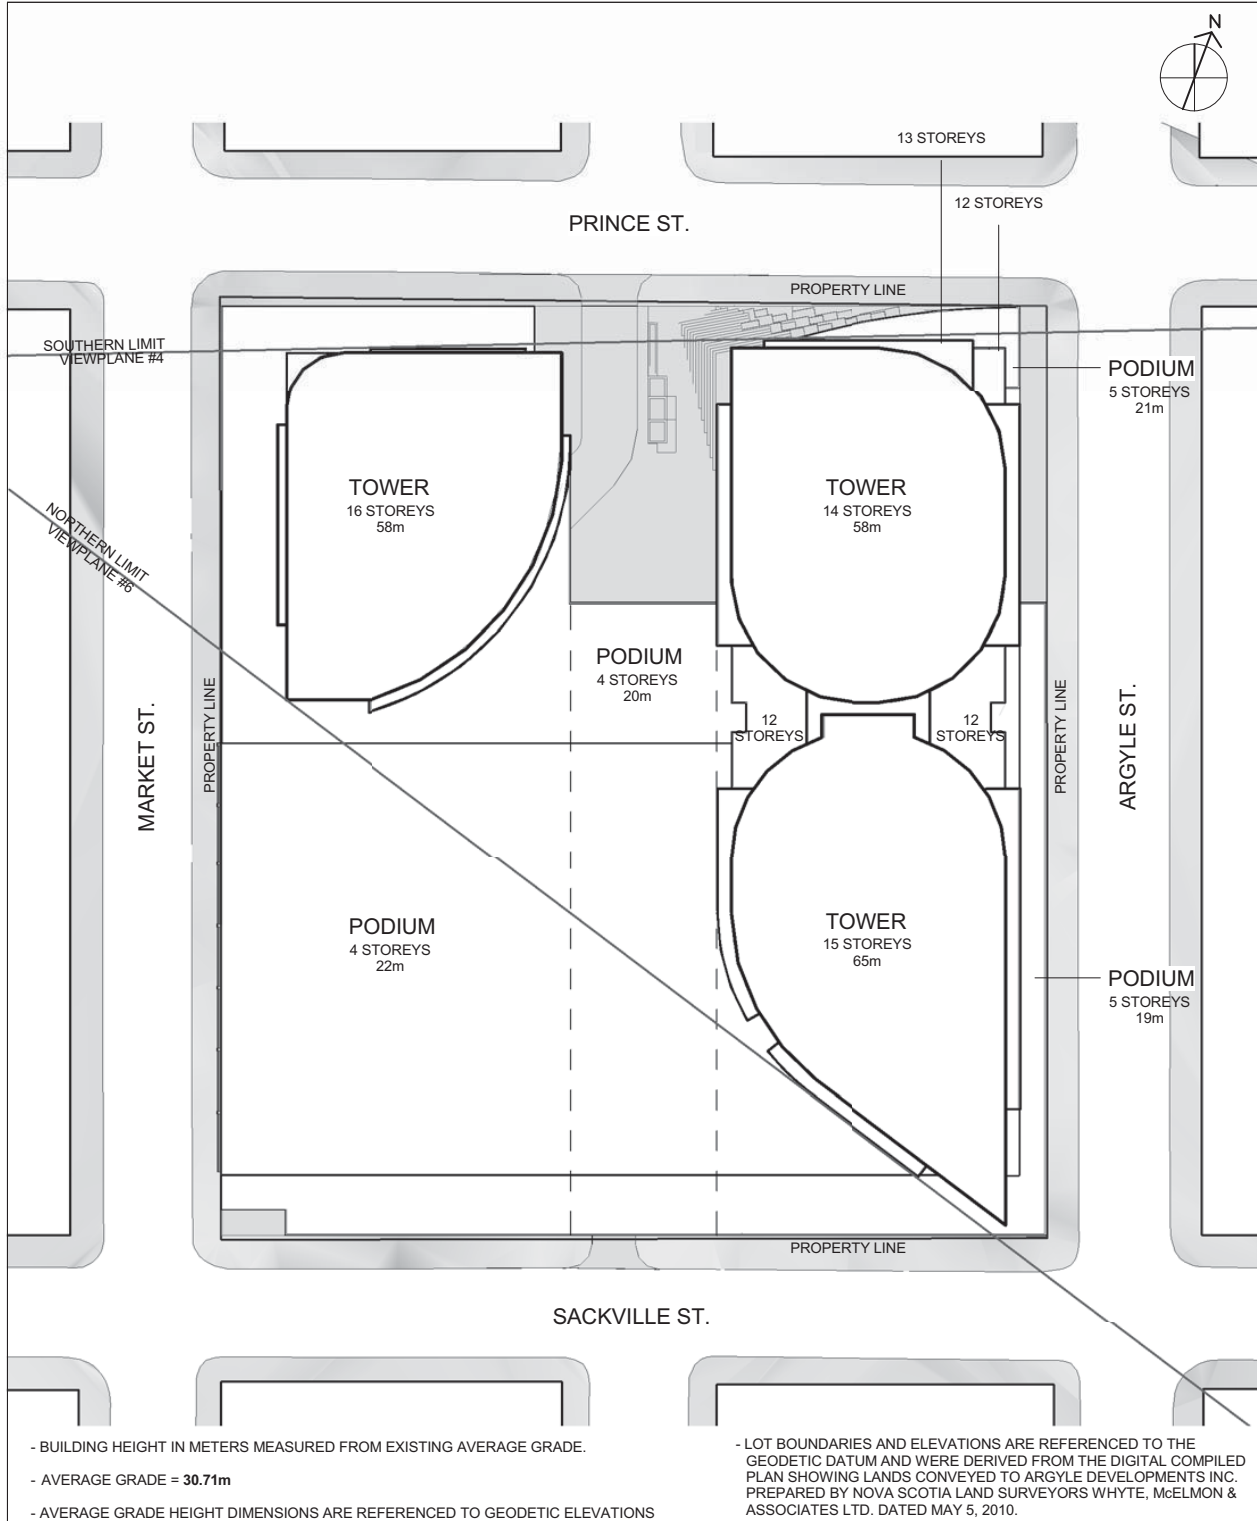 N
13 STOREYS
12 STOREYS
PRINCE ST.
PROPERTY LINE
SOUTHERN LIMIT
VIEWPLANE #4
PODIUM
5 STOREYS
21m
TOWER
16 STOREYS
58m
TOWER
14 STOREYS
58m
NORTHERN LIMIT
VIEWPLANE #6
PODIUM
4 STOREYS
20m
PROPERTY LINE
MARKET ST.
12
STOREYS
12
STOREYS
PROPERTY LINE
ARGYLE ST.
PODIUM
4 STOREYS
22m
TOWER
15 STOREYS
65m
PODIUM
5 STOREYS
19m
PROPERTY LINE
SACKVILLE ST.
- BUILDING HEIGHT IN METERS MEASURED FROM EXISTING AVERAGE GRADE.
- AVERAGE GRADE = 30.71m
- AVERAGE GRADE HEIGHT DIMENSIONS ARE REFERENCED TO GEODETIC ELEVATIONS
- LOT BOUNDARIES AND ELEVATIONS ARE REFERENCED TO THE
GEODETIC DATUM AND WERE DERIVED FROM THE DIGITAL COMPILED
PLAN SHOWING LANDS CONVEYED TO ARGYLE DEVELOPMENTS INC.
PREPARED BY NOVA SCOTIA LAND SURVEYORS WHYTE, McELMON &
ASSOCIATES LTD. DATED MAY 5, 2010.